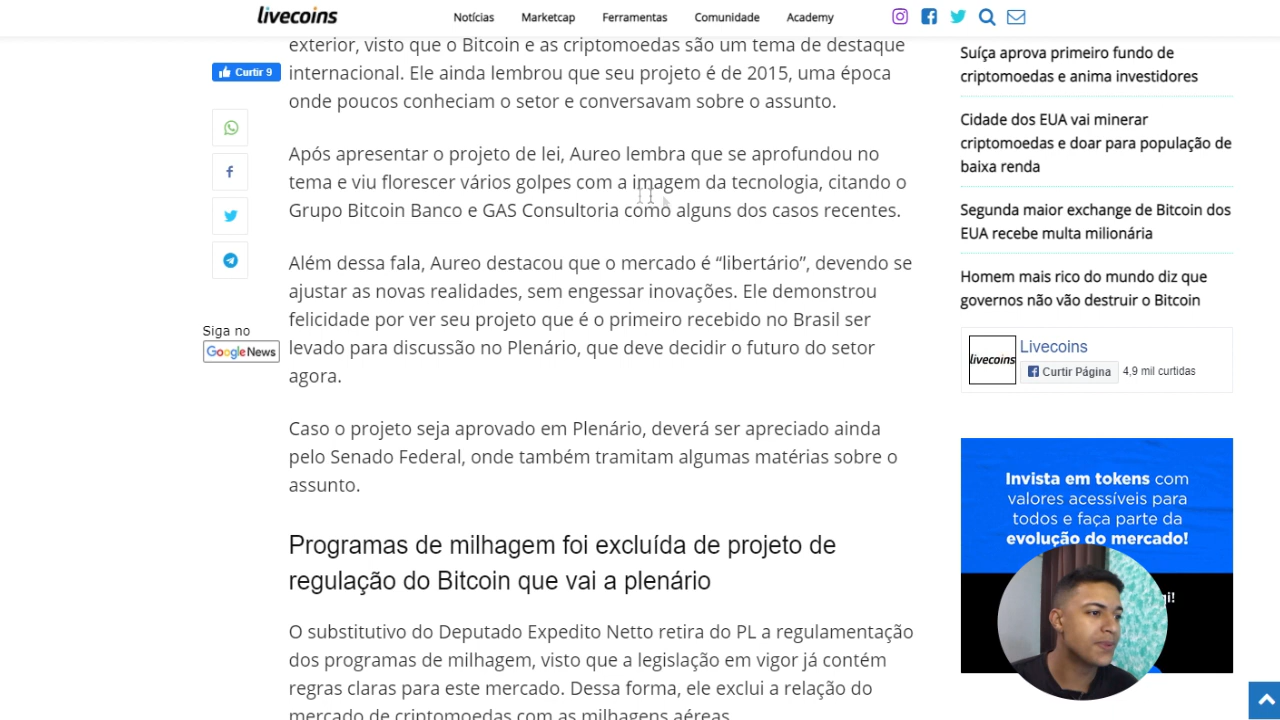 livecoins
Notícias
Marketcap
Ferramentas
Comunidade
Academy
Curtir 9
Siga no
Google News
exterior, visto que o Bitcoin e as criptomoedas são um tema de destaque
internacional. Ele ainda lembrou que seu projeto é de 2015, uma época
onde poucos conheciam o setor e conversavam sobre o assunto.
Após apresentar o projeto de lei, Aureo lembra que se aprofundou no
tema e viu florescer vários golpes com a imagem da tecnologia, citando o
Grupo Bitcoin Banco e GAS Consultoria como alguns dos casos recentes.
Além dessa fala, Aureo destacou que o mercado é “libertário”, devendo se
ajustar as novas realidades, sem engessar inovações. Ele demonstrou
felicidade por ver seu projeto que é o primeiro recebido no Brasil ser
levado para discussão no Plenário, que deve decidir o futuro do setor
agora.
Caso o projeto seja aprovado em Plenário, deverá ser apreciado ainda
pelo Senado Federal, onde também tramitam algumas matérias sobre o
assunto.
Programas de milhagem foi excluída de projeto de
regulação do Bitcoin que vai a plenário
O substitutivo do Deputado Expedito Netto retira do PL a regulamentação
dos programas de milhagem, visto que a legislação em vigor já contém
regras claras para este mercado. Dessa forma, ele exclui a relação do
mercado de criptomoedas com as milhagens aéreas.
Suíça aprova primeiro fundo de
criptomoedas e anima investidores
Cidade dos EUA vai minerar
criptomoedas e doar para população de
baixa renda
Segunda maior exchange de Bitcoin dos
EUA recebe multa milionária
Homem mais rico do mundo diz que
governos não vão destruir o Bitcoin
livecoins
Livecoins
Curtir Página
4,9 mil curtidas
Invista em tokens com
valores acessíveis para
todos e faça parte da
evolução do mercado!